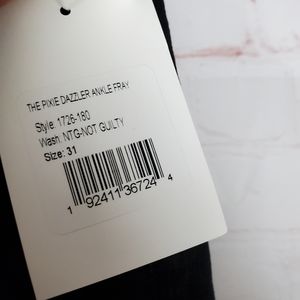 THE PIXIE DAZZLER ANKLE FRAY
Style 1726-180
Wash: NTG-NOT GUILTY
Size: 31
1 92411 36724 4